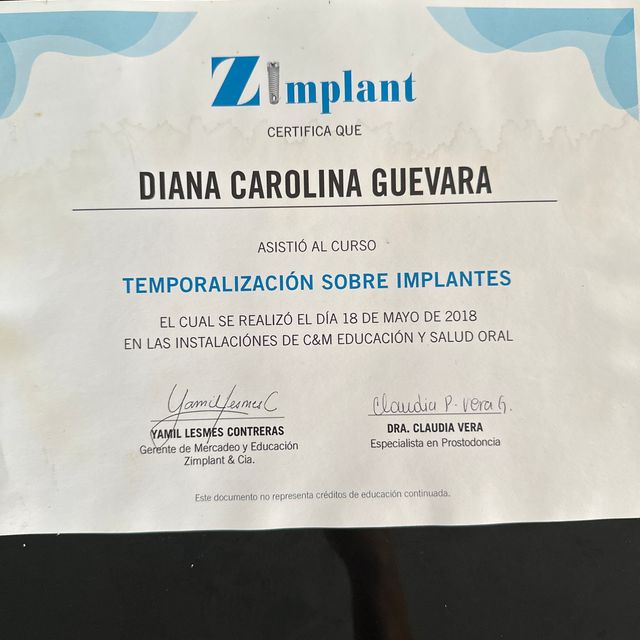 Zimplant
CERTIFICA QUE
DIANA CAROLINA GUEVARA
ASISTIÓ AL CURSO
TEMPORALIZACIÓN SOBRE IMPLANTES
EL CUAL SE REALIZÓ EL DÍA 18 DE MAYO DE 2018
EN LAS INSTALACIÓNES DE C&M EDUCACIÓN Y SALUD ORAL
Yamil Lesmes C
YAMIL LESMES CONTRERAS
Gerente de Mercadeo y Educación
Zimplant & Cia.
Claudia P. Vera G.
DRA. CLAUDIA VERA
Especialista en Prostodoncia
Este documento no representa créditos de educación continuada.